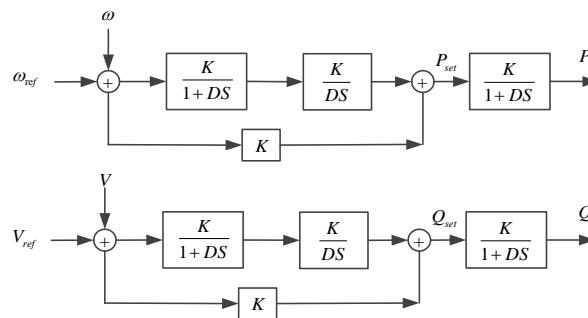 ω
ω_ref + K/(1+DS) K/(DS) + P_set K/(1+DS) P
K
V
V_ref + K/(1+DS) K/(DS) + Q_set K/(1+DS) Q
K